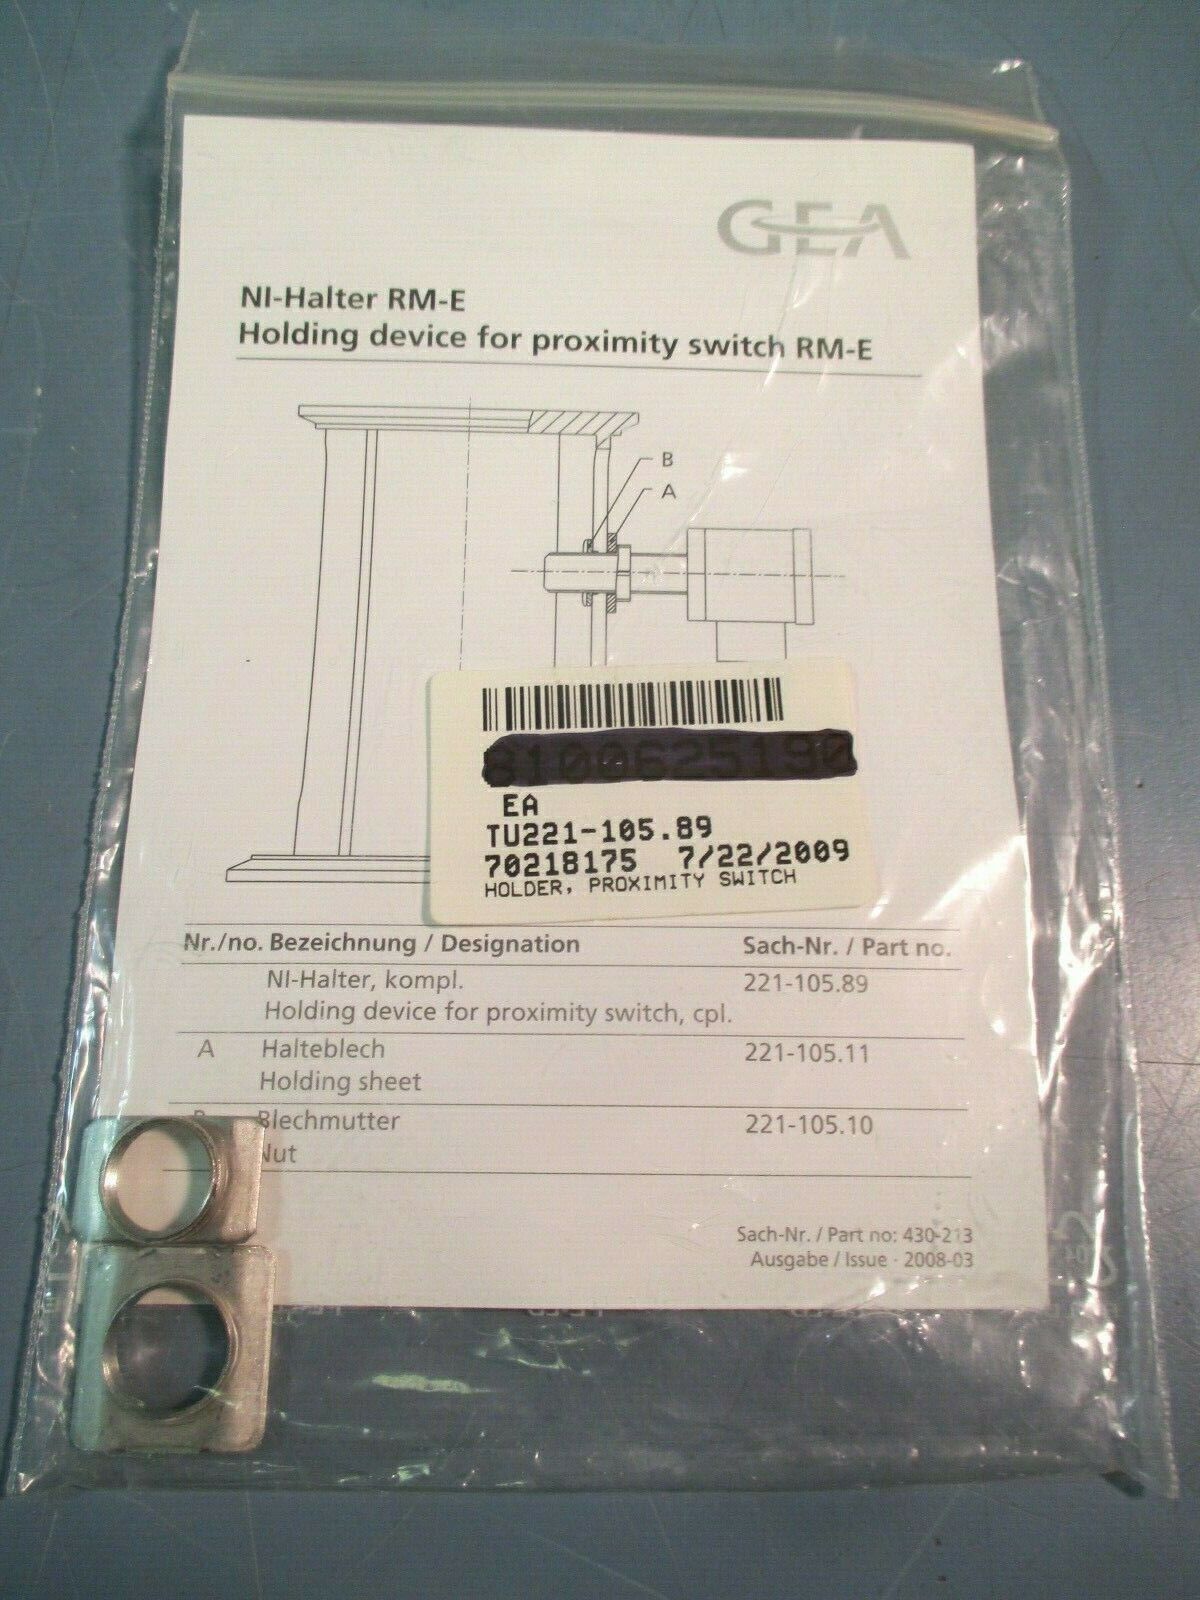 GEA
NI-Halter RM-E
Holding device for proximity switch RM-E
B
A
8100625190
EA
TU221-105.89
70218175 7/22/2009
HOLDER, PROXIMITY SWITCH
Nr./no. Bezeichnung / Designation Sach-Nr. / Part no.
NI-Halter, kompl. 221-105.89
Holding device for proximity switch, cpl.
A Halteblech 221-105.11
Holding sheet
B Blechmutter 221-105.10
Nut
Sach-Nr. / Part no: 430-213
Ausgabe / Issue - 2008-03